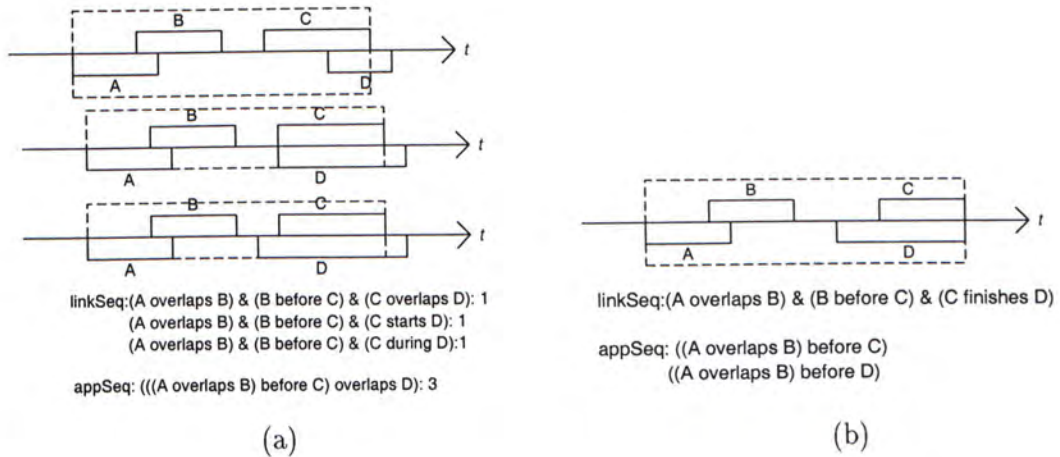 B
C
t
A
D
B
C
t
A
D
B
C
t
A
D
linkSeq:(A overlaps B) & (B before C) & (C overlaps D): 1
(A overlaps B) & (B before C) & (C starts D): 1
(A overlaps B) & (B before C) & (C during D):1
appSeq: (((A overlaps B) before C) overlaps D): 3
(a)
B
C
t
A
D
linkSeq:(A overlaps B) & (B before C) & (C finishes D)
appSeq: ((A overlaps B) before C)
((A overlaps B) before D)
(b)